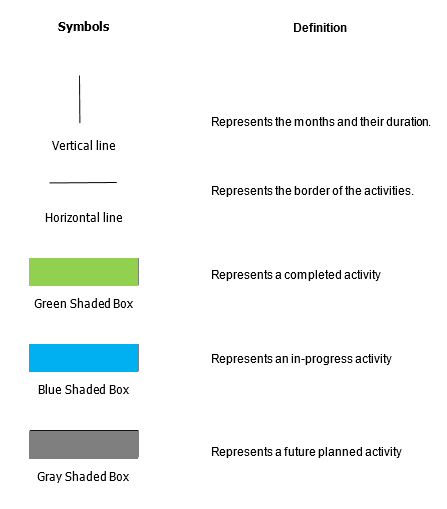 Symbols Definition
Represents the months and their duration.
Vertical line
Represents the border of the activities.
Horizontal line
Represents a completed activity
Green Shaded Box
Represents an in-progress activity
Blue Shaded Box
Represents a future planned activity
Gray Shaded Box